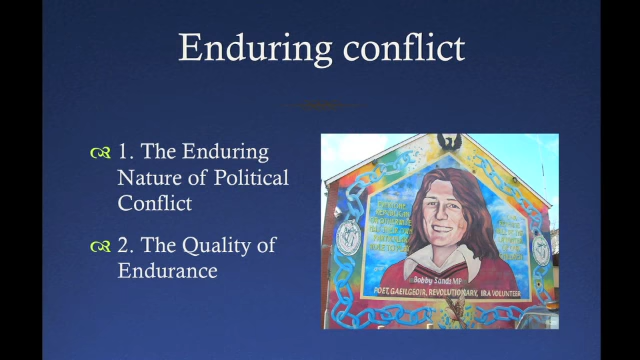 Enduring conflict
1. The Enduring
Nature of Political
Conflict
2. The Quality of
Endurance
Bobby Sands MP
POET, GAEILGEOIR, REVOLUTIONARY, IRA VOLUNTEER